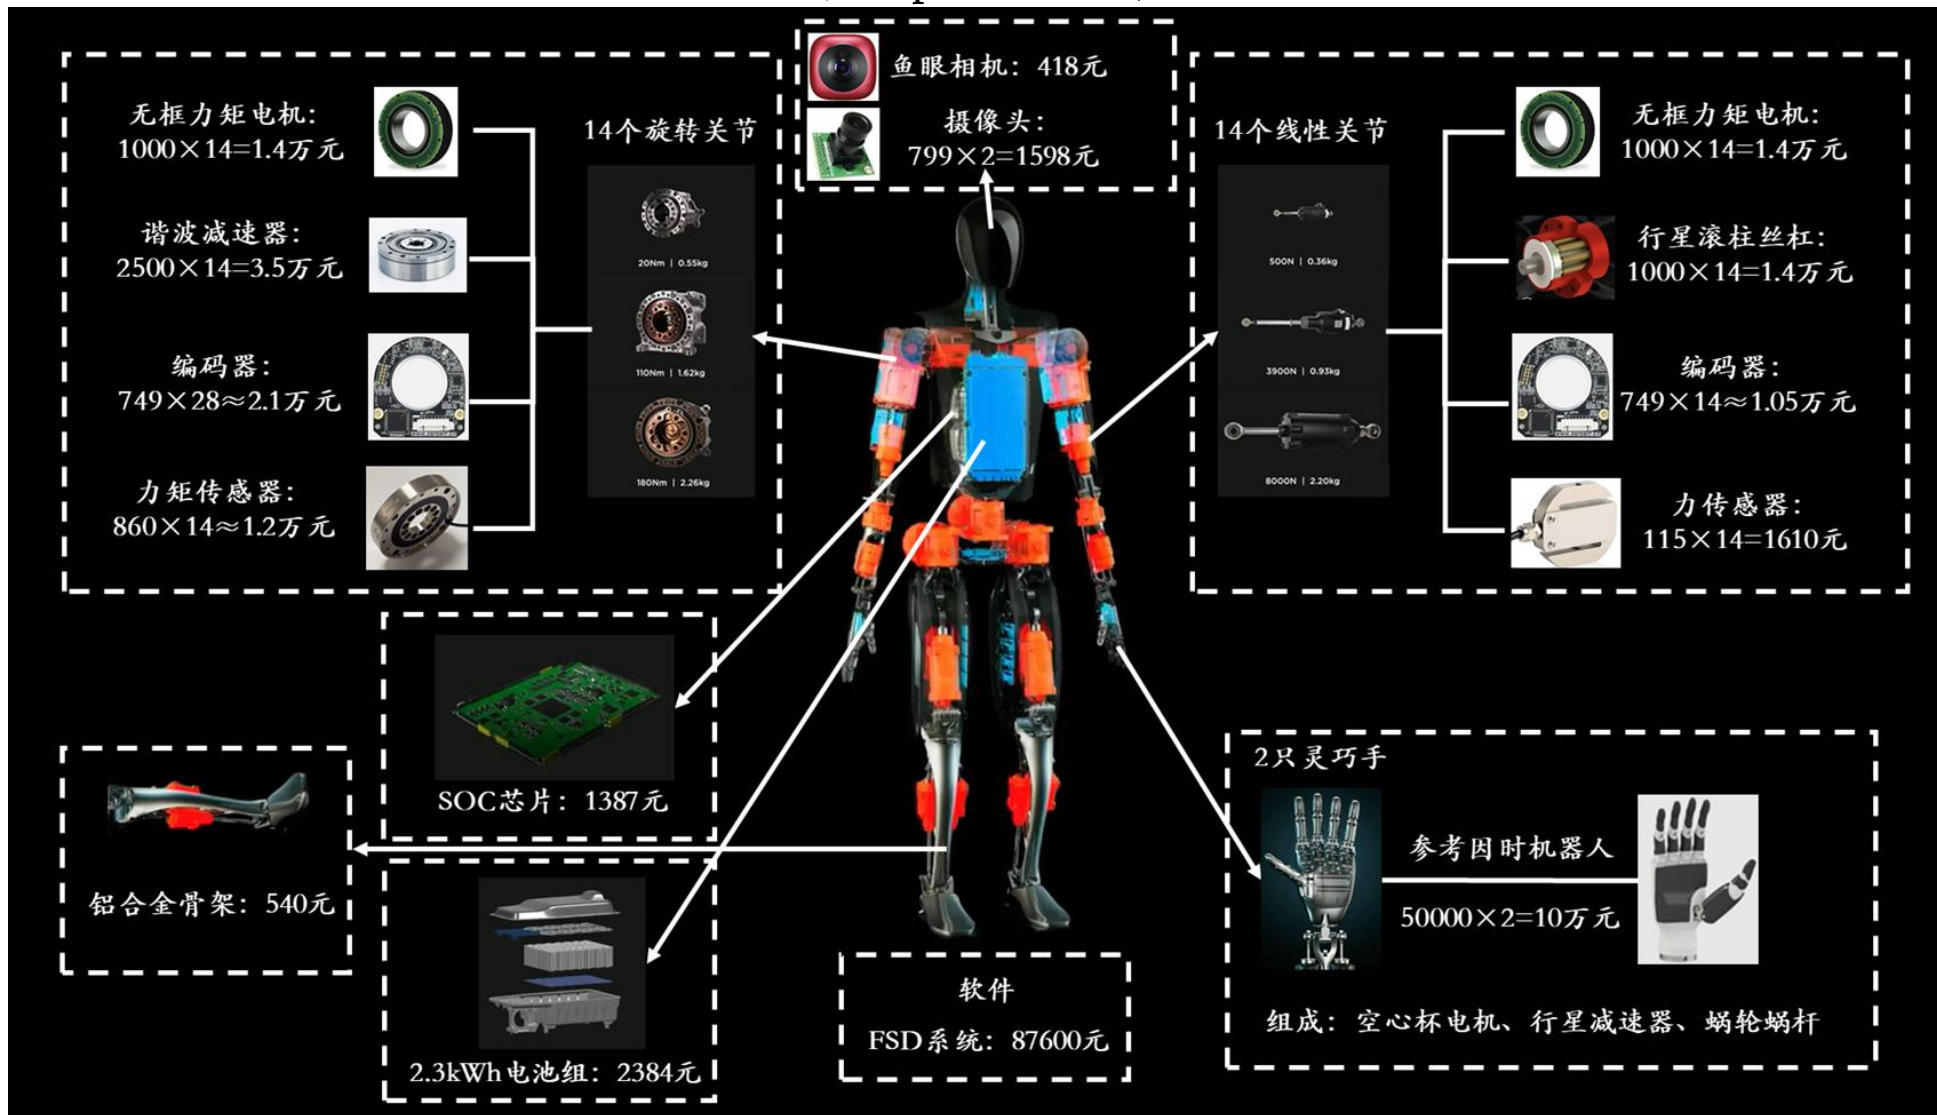 鱼眼相机：418元
摄像头：
799×2=1598元
无框力矩电机：
1000×14=1.4万元
谐波减速器：
2500×14=3.5万元
编码器：
749×28≈2.1万元
力矩传感器：
860×14≈1.2万元
14个旋转关节
20Nm | 0.55kg
110Nm | 1.62kg
180Nm | 2.26kg
14个线性关节
500N | 0.36kg
3900N | 0.93kg
8000N | 2.20kg
无框力矩电机：
1000×14=1.4万元
行星滚柱丝杠：
1000×14=1.4万元
编码器：
749×14≈1.05万元
力传感器：
115×14=1610元
SOC芯片：1387元
铝合金骨架：540元
2.3kWh电池组：2384元
软件
FSD系统：87600元
2只灵巧手
参考因时机器人
50000×2=10万元
组成：空心杯电机、行星减速器、蜗轮蜗杆